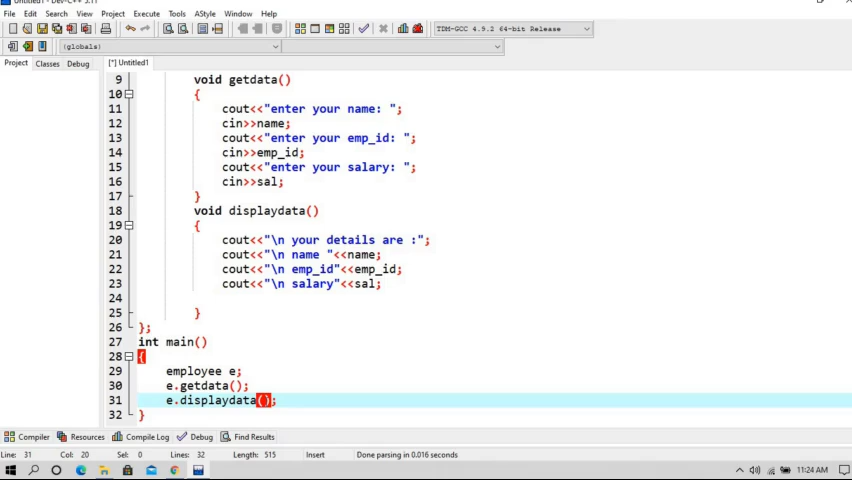 Untitled1 - Dev-C++ 5.11
File Edit Search View Project Execute Tools AStyle Window Help
TDM-GCC 4.9.2 64-bit Release
(globals)
Project Classes Debug [*] Untitled1
9 void getdata()
10 {
11 cout<<"enter your name: ";
12 cin>>name;
13 cout<<"enter your emp_id: ";
14 cin>>emp_id;
15 cout<<"enter your salary: ";
16 cin>>sal;
17 }
18 void displaydata()
19 {
20 cout<<"\n your details are :";
21 cout<<"\n name "<<name;
22 cout<<"\n emp_id"<<emp_id;
23 cout<<"\n salary"<<sal;
24
25 }
26 };
27 int main()
28 {
29 employee e;
30 e.getdata();
31 e.displaydata();
32 }
Compiler Resources Compile Log Debug Find Results
Line: 31 Col: 20 Sel: 0 Lines: 32 Length: 515 Insert Done parsing in 0.016 seconds
11:24 AM